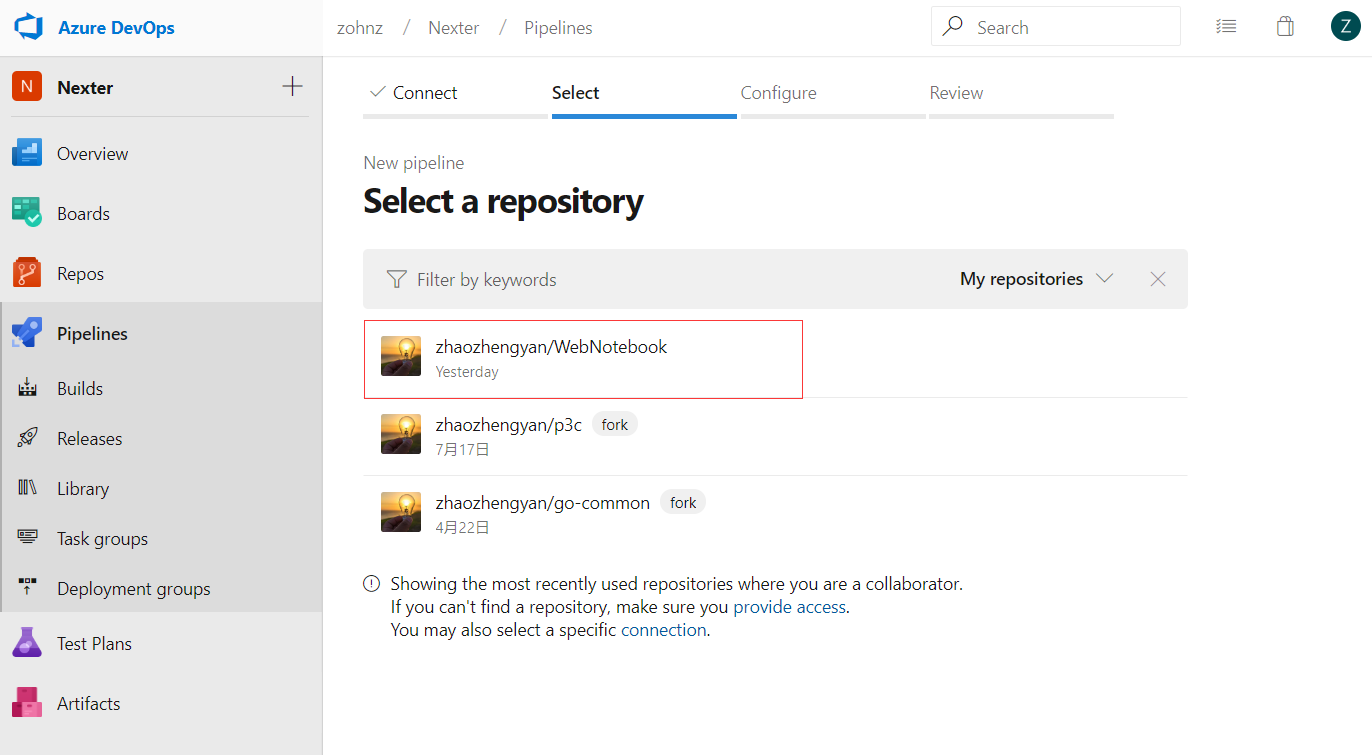 Azure DevOps
zohnz / Nexter / Pipelines
Search
Z
N
Nexter
Overview
Boards
Repos
Pipelines
Builds
Releases
Library
Task groups
Deployment groups
Test Plans
Artifacts
Connect
Select
Configure
Review
New pipeline
Select a repository
Filter by keywords
My repositories
zhaozhengyan/WebNotebook
Yesterday
zhaozhengyan/p3c fork
7月17日
zhaozhengyan/go-common fork
4月22日
Showing the most recently used repositories where you are a collaborator.
If you can't find a repository, make sure you provide access.
You may also select a specific connection.